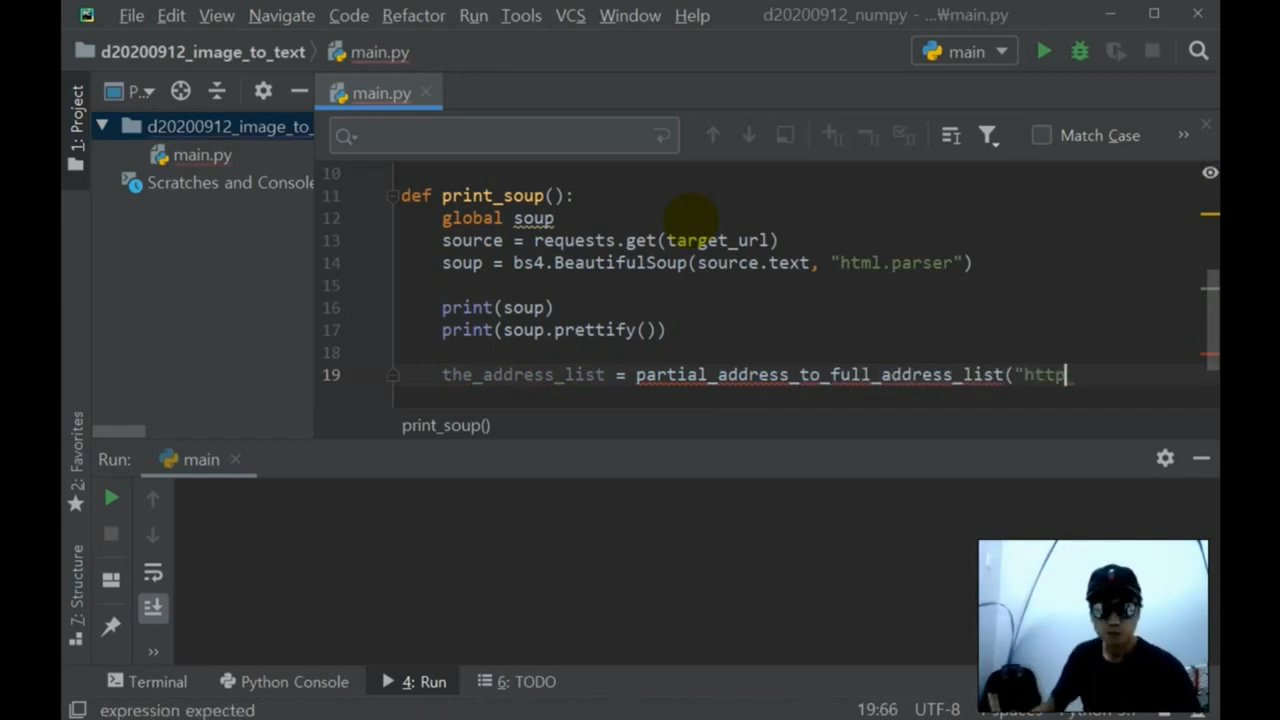 File Edit View Navigate Code Refactor Run Tools VCS Window Help d20200912_numpy - ...₩main.py
d20200912_image_to_text main.py main
1: Project P... main.py
d20200912_image_to_
main.py
Scratches and Console
Match Case
10
11 def print_soup():
12 global soup
13 source = requests.get(target_url)
14 soup = bs4.BeautifulSoup(source.text, "html.parser")
15
16 print(soup)
17 print(soup.prettify())
18
19 the_address_list = partial_address_to_full_address_list("http
print_soup()
2: Favorites
Run: main
7: Structure
Terminal Python Console 4: Run 6: TODO
expression expected 19:66 UTF-8